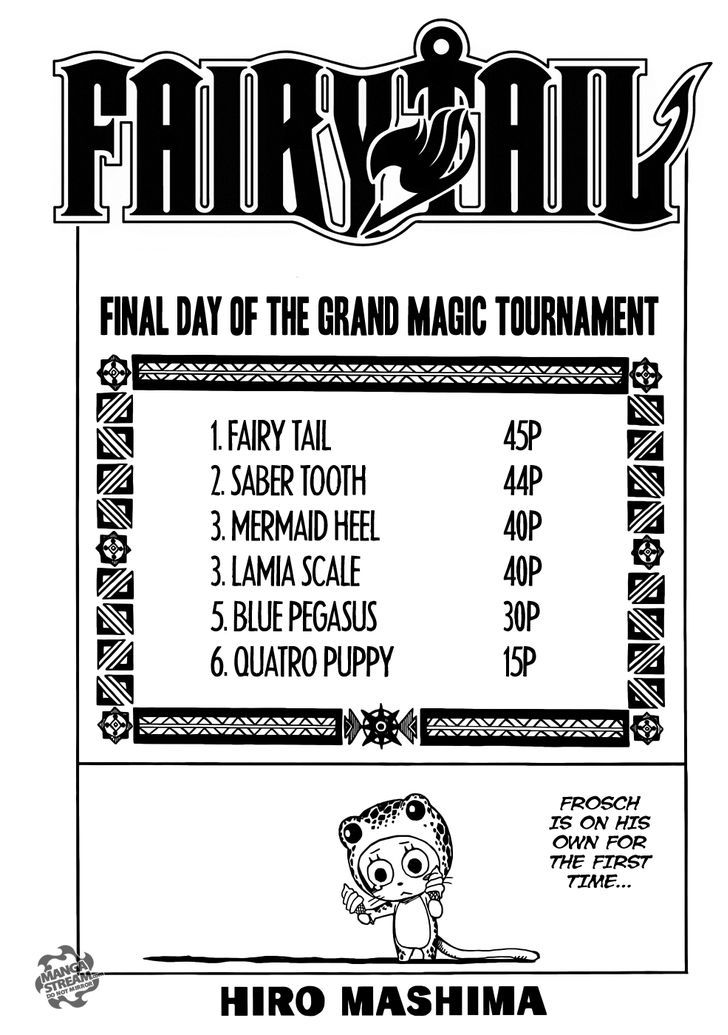 FAIRY TAIL
FINAL DAY OF THE GRAND MAGIC TOURNAMENT
1. FAIRY TAIL 45P
2. SABER TOOTH 44P
3. MERMAID HEEL 40P
3. LAMIA SCALE 40P
5. BLUE PEGASUS 30P
6. QUATRO PUPPY 15P
FROSCH
IS ON HIS
OWN FOR
THE FIRST
TIME...
MANGA
STREAM.com
DO NOT MIRROR
HIRO MASHIMA